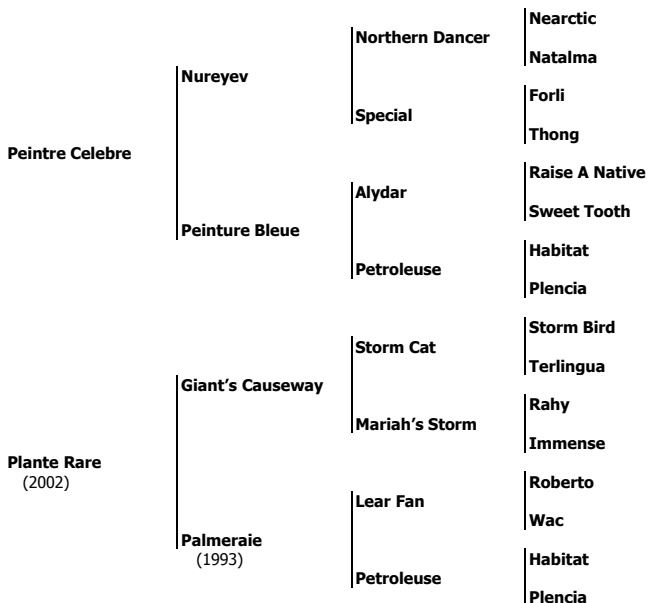 Nearctic
Northern Dancer
Natalma
Nureyev
Forli
Special
Thong
Peintre Celebre
Raise A Native
Alydar
Sweet Tooth
Peinture Bleue
Habitat
Petroleuse
Plencia
Storm Bird
Storm Cat
Terlingua
Giant's Causeway
Rahy
Mariah's Storm
Immense
Plante Rare
(2002)
Roberto
Lear Fan
Wac
Palmeraie
(1993)
Habitat
Petroleuse
Plencia